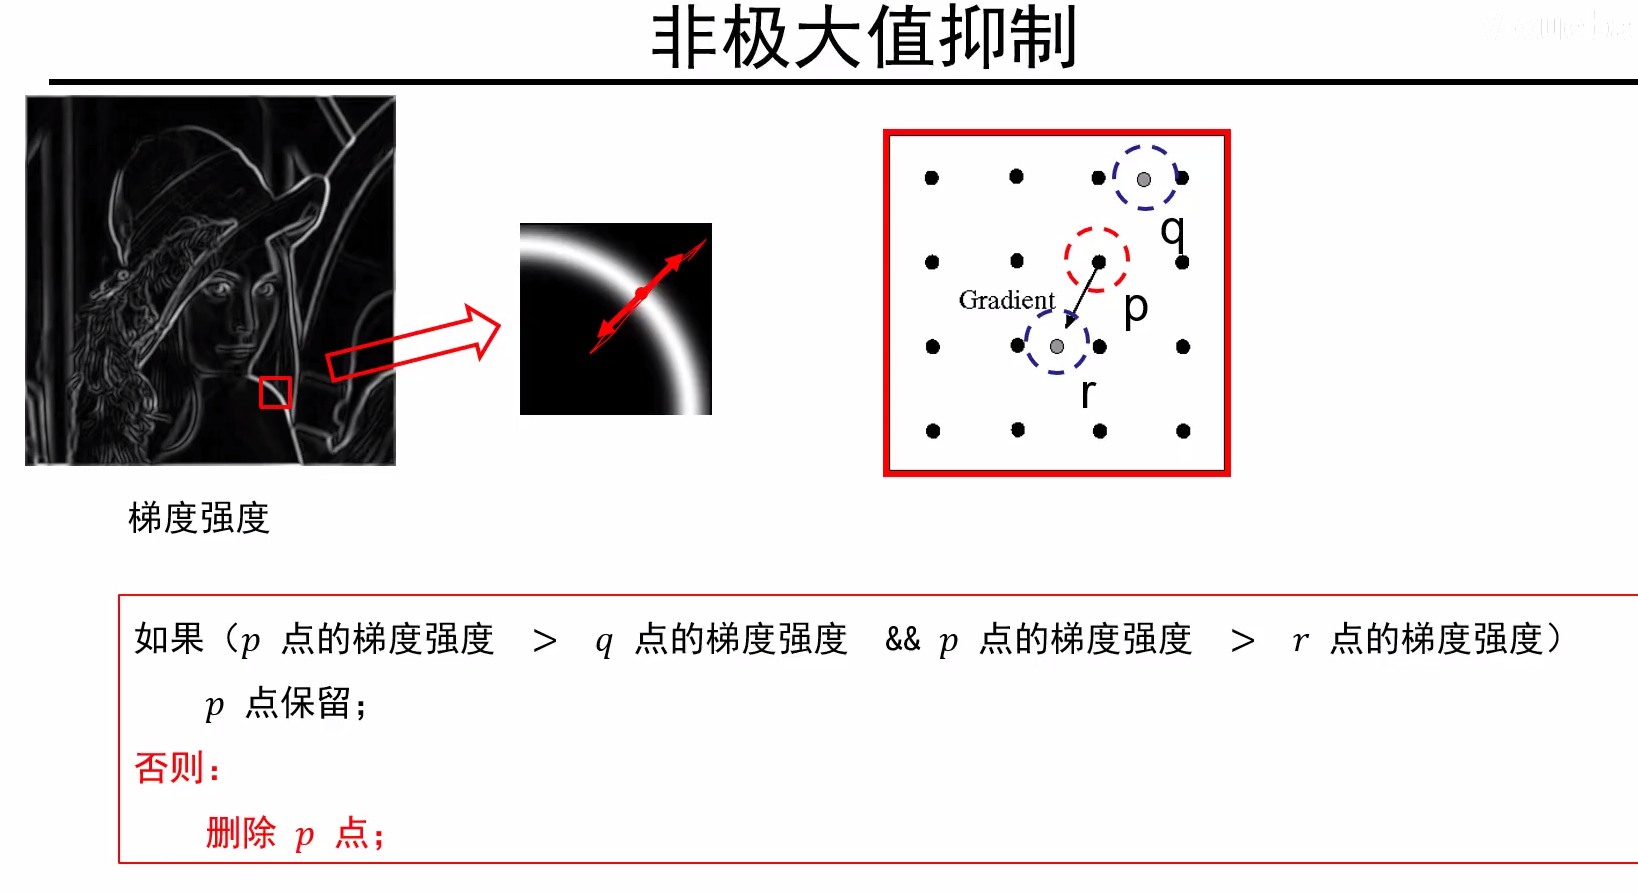 非极大值抑制
q
Gradient
p
r
梯度强度
如果（p 点的梯度强度 > q 点的梯度强度 && p 点的梯度强度 > r 点的梯度强度）
p 点保留；
否则：
删除 p 点；